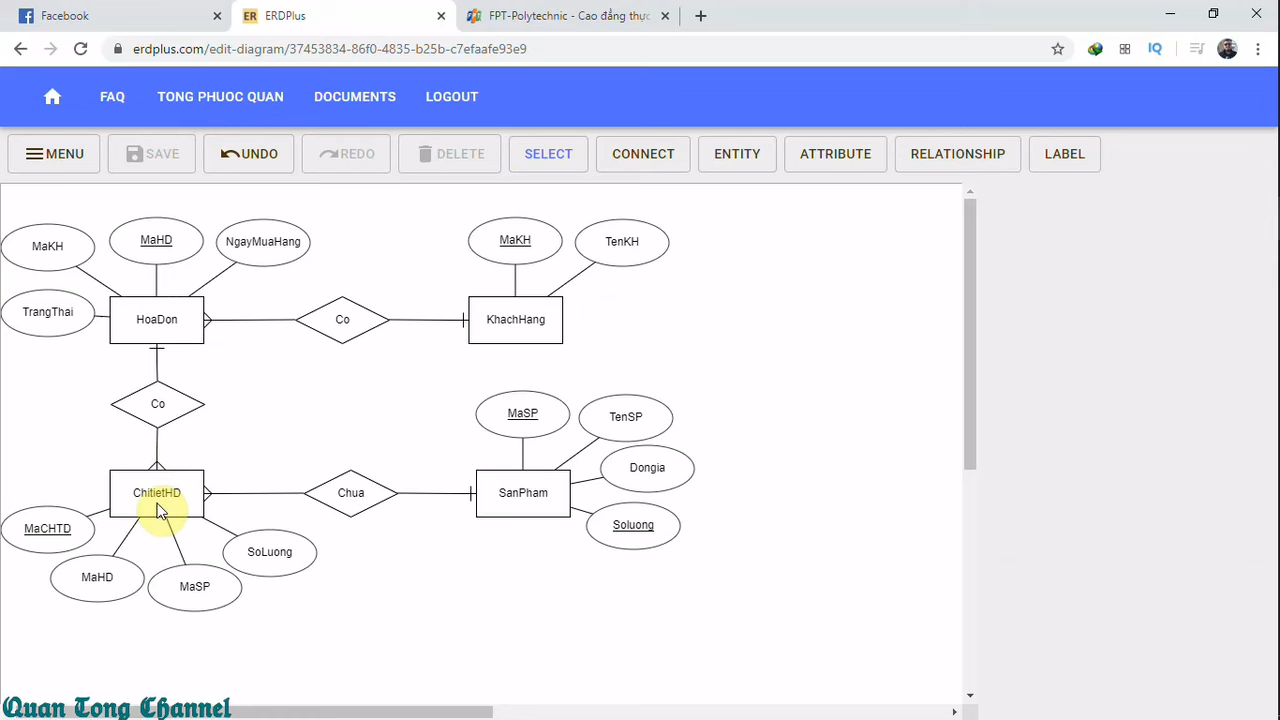 Facebook
ERDPlus
FPT-Polytechnic - Cao đẳng thực
erdplus.com/edit-diagram/37453834-86f0-4835-b25b-c7efaafe93e9
IQ
FAQ
TONG PHUOC QUAN
DOCUMENTS
LOGOUT
MENU
SAVE
UNDO
REDO
DELETE
SELECT
CONNECT
ENTITY
ATTRIBUTE
RELATIONSHIP
LABEL
MaKH
MaHD
NgayMuaHang
MaKH
TenKH
TrangThai
HoaDon
Co
KhachHang
Co
MaSP
TenSP
Dongia
ChitietHD
Chua
SanPham
MaCHTD
Soluong
SoLuong
MaHD
MaSP
Quan Tong Channel